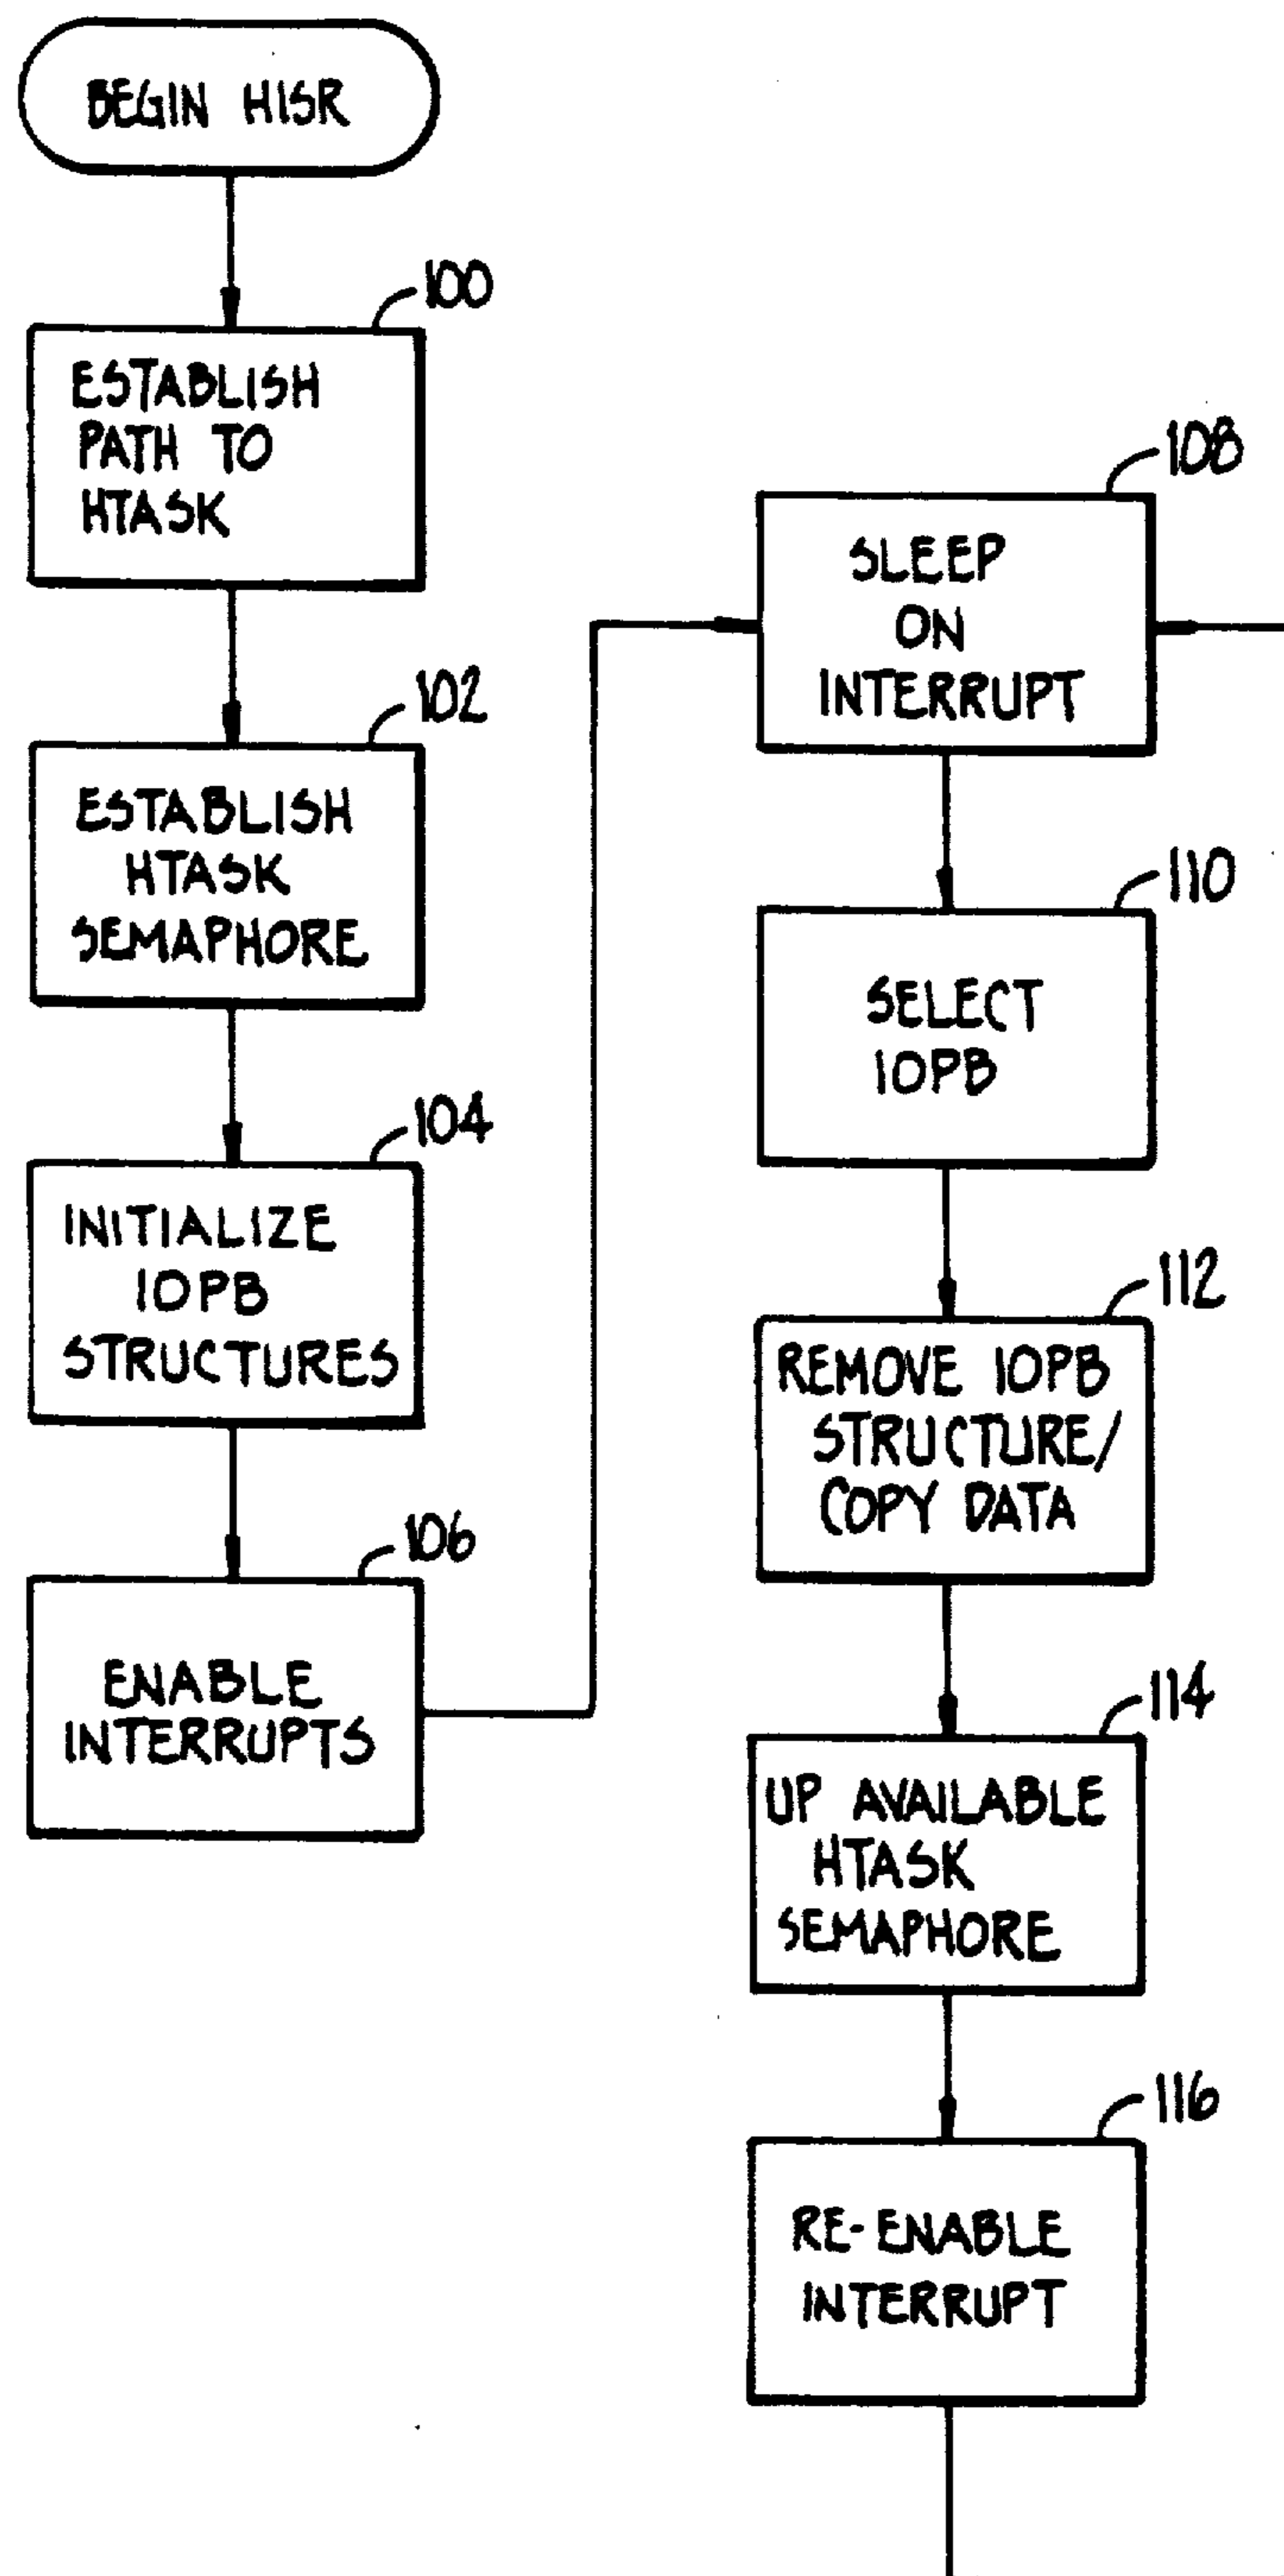 BEGIN HISR
100
ESTABLISH
PATH TO
HTASK
102
ESTABLISH
HTASK
SEMAPHORE
104
INITIALIZE
IOPB
STRUCTURES
106
ENABLE
INTERRUPTS
108
SLEEP
ON
INTERRUPT
110
SELECT
IOPB
112
REMOVE IOPB
STRUCTURE/
COPY DATA
114
UP AVAILABLE
HTASK
SEMAPHORE
116
RE-ENABLE
INTERRUPT